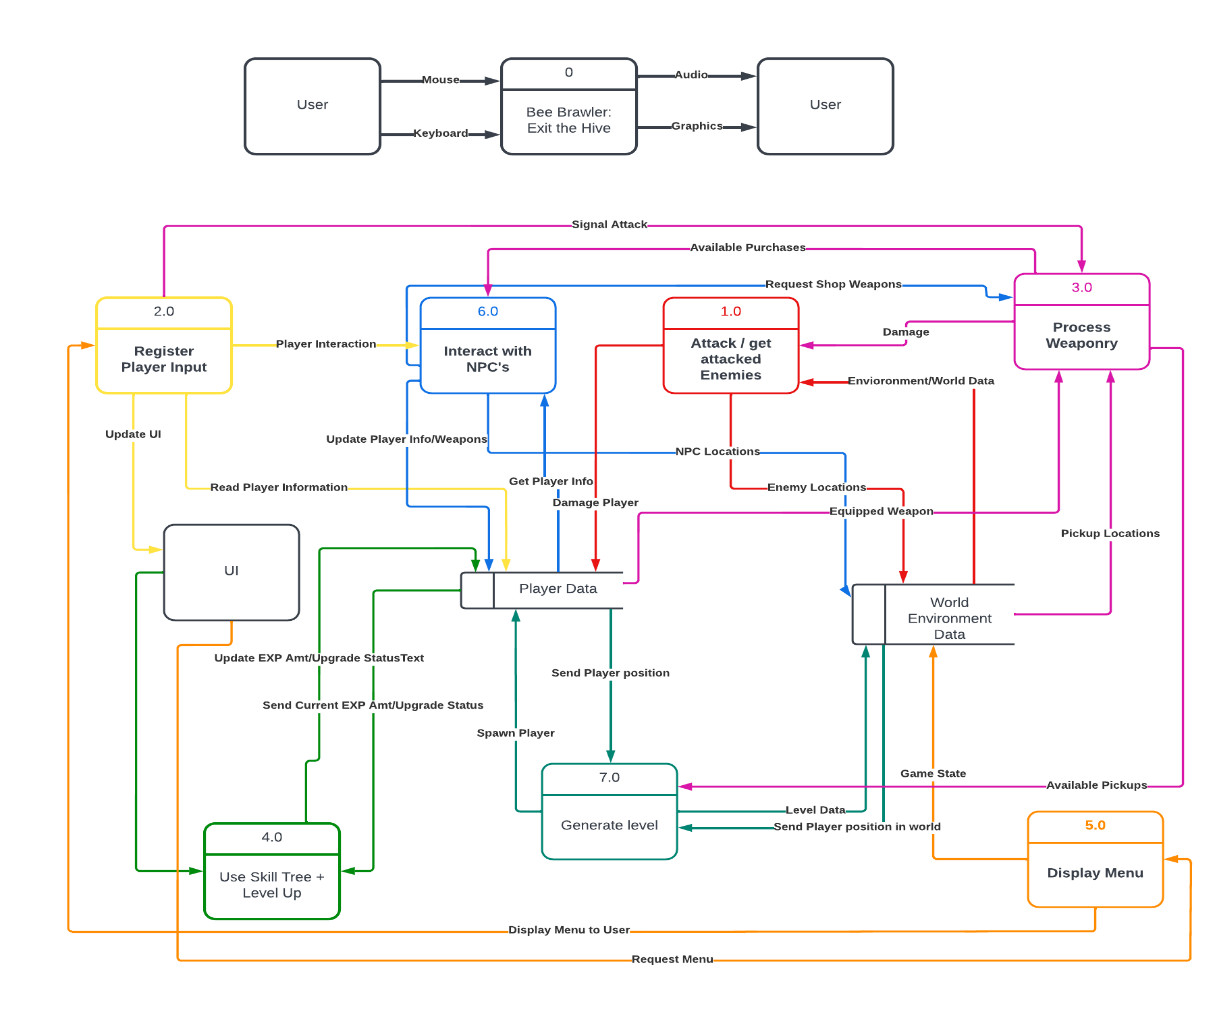 User
Mouse
Keyboard
0
Bee Brawler:
Exit the Hive
Audio
Graphics
User
Signal Attack
Available Purchases
Request Shop Weapons
2.0
Register
Player Input
Player Interaction
6.0
Interact with
NPC's
1.0
Attack / get
attacked
Enemies
Damage
3.0
Process
Weaponry
Envioronment/World Data
Update UI
Update Player Info/Weapons
NPC Locations
Read Player Information
Get Player Info
Damage Player
Enemy Locations
Equipped Weapon
Pickup Locations
UI
Player Data
World
Environment
Data
Update EXP Amt/Upgrade StatusText
Send Player position
Send Current EXP Amt/Upgrade Status
Spawn Player
7.0
Generate level
Game State
Available Pickups
Level Data
Send Player position in world
4.0
Use Skill Tree +
Level Up
5.0
Display Menu
Display Menu to User
Request Menu